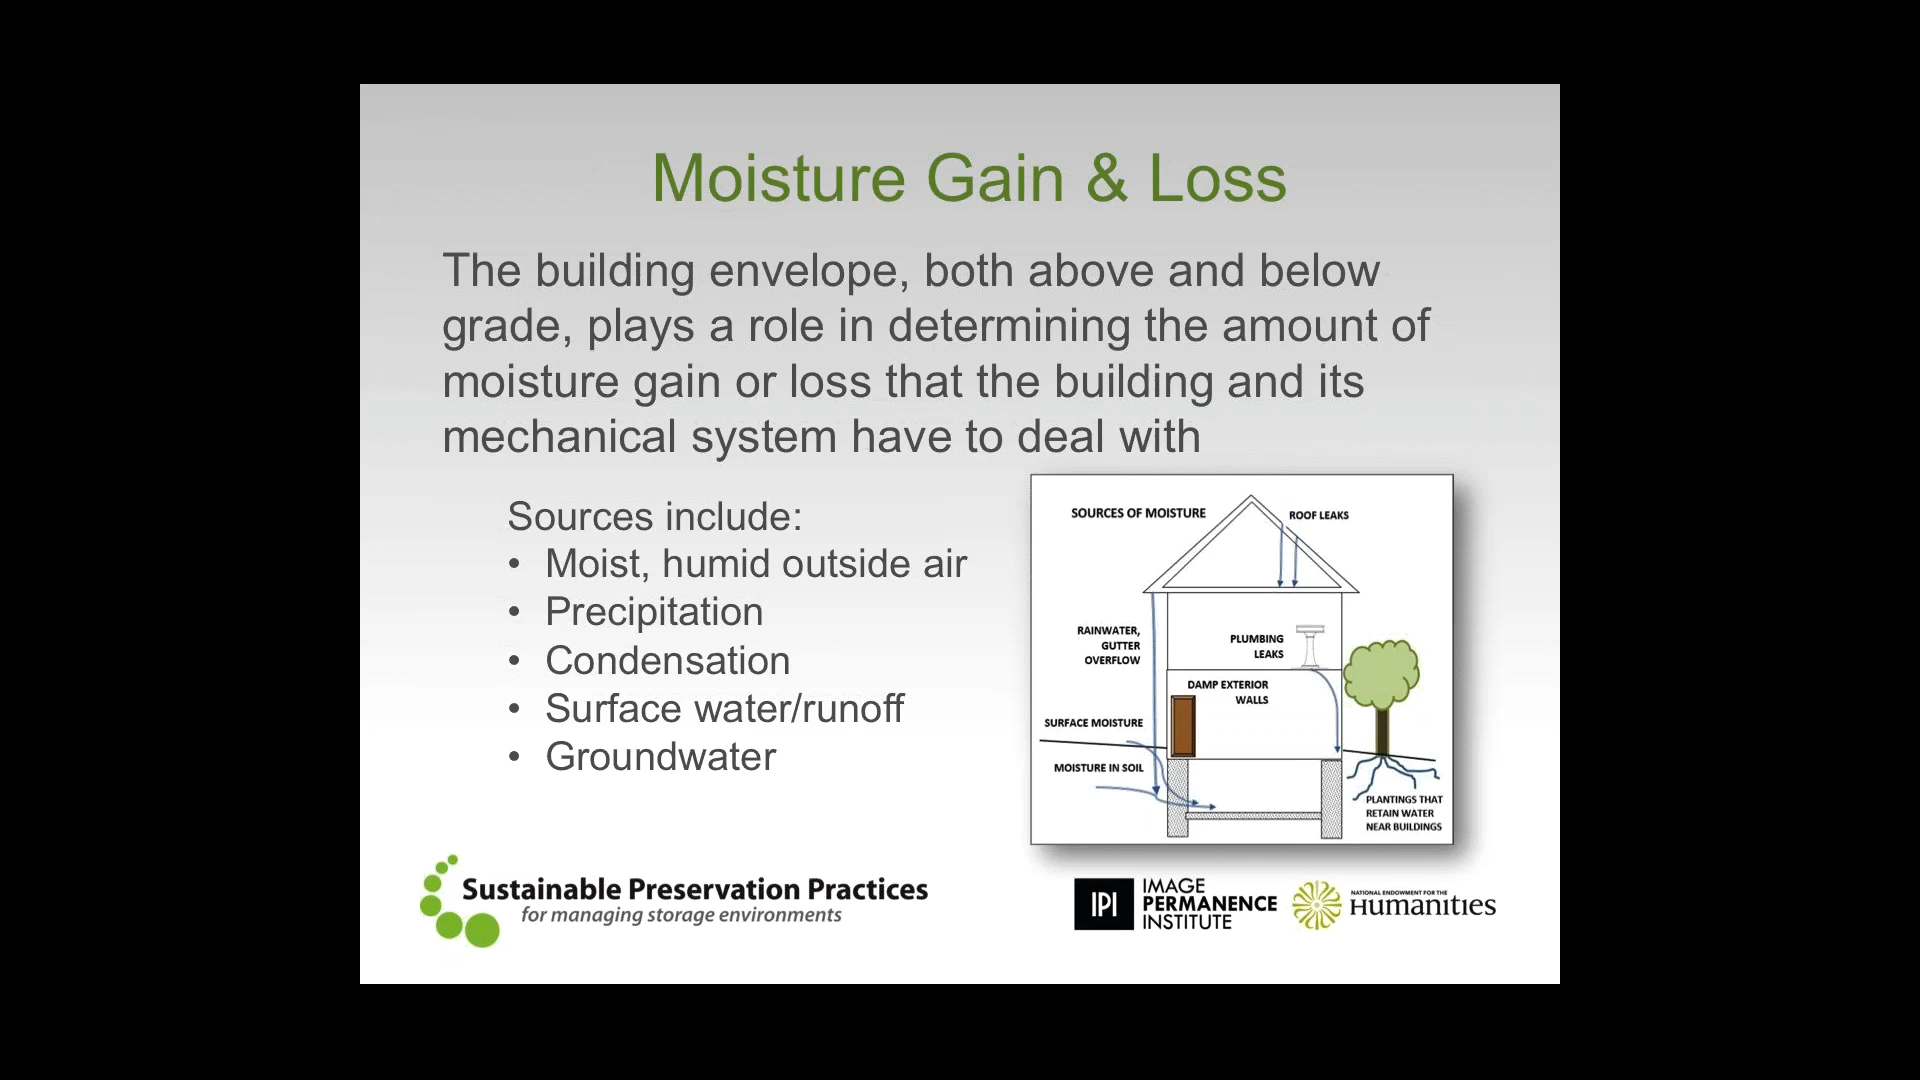 Moisture Gain & Loss
The building envelope, both above and below
grade, plays a role in determining the amount of
moisture gain or loss that the building and its
mechanical system have to deal with
Sources include:
• Moist, humid outside air
• Precipitation
• Condensation
• Surface water/runoff
• Groundwater
SOURCES OF MOISTURE
ROOF LEAKS
RAINWATER,
GUTTER
OVERFLOW
PLUMBING
LEAKS
DAMP EXTERIOR
WALLS
SURFACE MOISTURE
MOISTURE IN SOIL
PLANTINGS THAT
RETAIN WATER
NEAR BUILDINGS
Sustainable Preservation Practices
for managing storage environments
IPI
IMAGE
PERMANENCE
INSTITUTE
NATIONAL ENDOWMENT FOR THE
Humanities